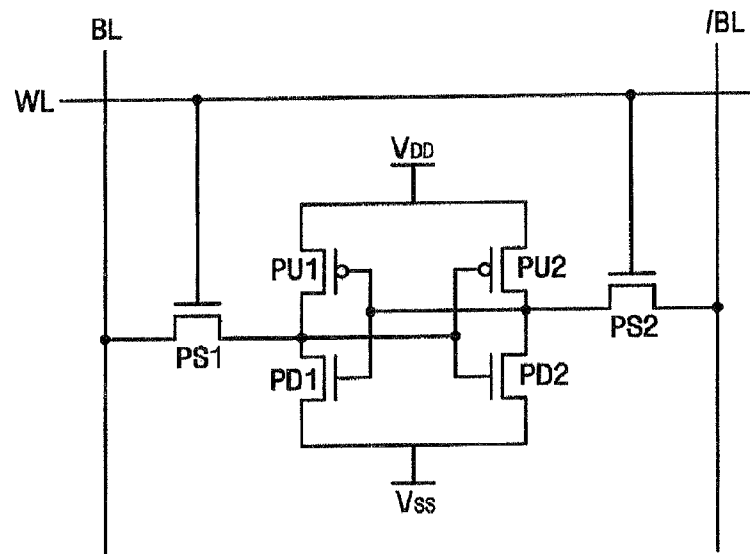 BL
/BL
WL
VDD
PU1
PU2
PS1
PS2
PD1
PD2
VSS